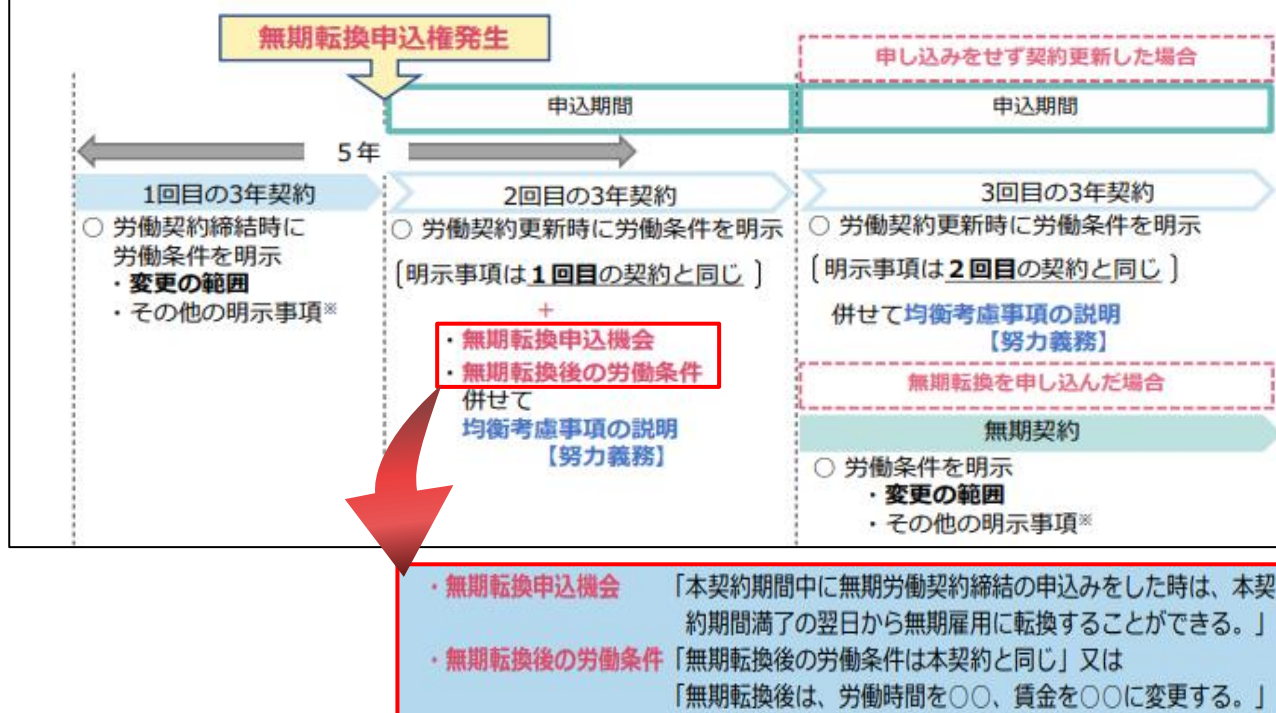 無期転換申込権発生
申し込みをせず契約更新した場合
申込期間
申込期間
5年
1回目の3年契約
○ 労働契約締結時に
労働条件を明示
・変更の範囲
・その他の明示事項※
2回目の3年契約
○ 労働契約更新時に労働条件を明示
〔明示事項は1回目の契約と同じ 〕
+
・無期転換申込機会
・無期転換後の労働条件
併せて
均衡考慮事項の説明
【努力義務】
3回目の3年契約
○ 労働契約更新時に労働条件を明示
〔明示事項は2回目の契約と同じ 〕
併せて均衡考慮事項の説明
【努力義務】
無期転換を申し込んだ場合
無期契約
○ 労働条件を明示
・変更の範囲
・その他の明示事項※
・無期転換申込機会 「本契約期間中に無期労働契約締結の申込みをした時は、本契
約期間満了の翌日から無期雇用に転換することができる。」
・無期転換後の労働条件「無期転換後の労働条件は本契約と同じ」又は
「無期転換後は、労働時間を○○、賃金を○○に変更する。」